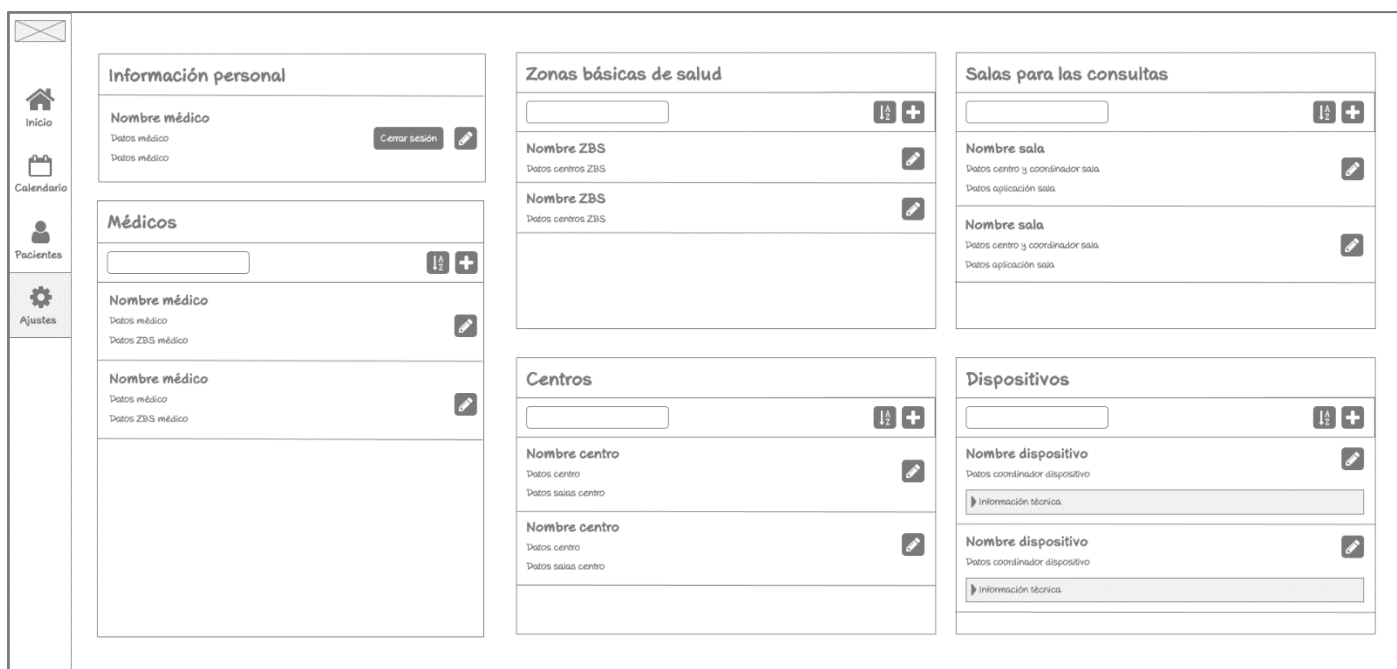 Inicio
Calendario
Pacientes
Ajustes
Información personal
Nombre médico
Datos médico
Datos médico
Cerrar sesión
Médicos
A
Z
Nombre médico
Datos médico
Datos ZBS médico
Nombre médico
Datos médico
Datos ZBS médico
Zonas básicas de salud
A
Z
Nombre ZBS
Datos centros ZBS
Nombre ZBS
Datos centros ZBS
Centros
A
Z
Nombre centro
Datos centro
Datos salas centro
Nombre centro
Datos centro
Datos salas centro
Salas para las consultas
A
Z
Nombre sala
Datos centro y coordinador sala
Datos aplicación sala
Nombre sala
Datos centro y coordinador sala
Datos aplicación sala
Dispositivos
A
Z
Nombre dispositivo
Datos coordinador dispositivo
Información técnica
Nombre dispositivo
Datos coordinador dispositivo
Información técnica